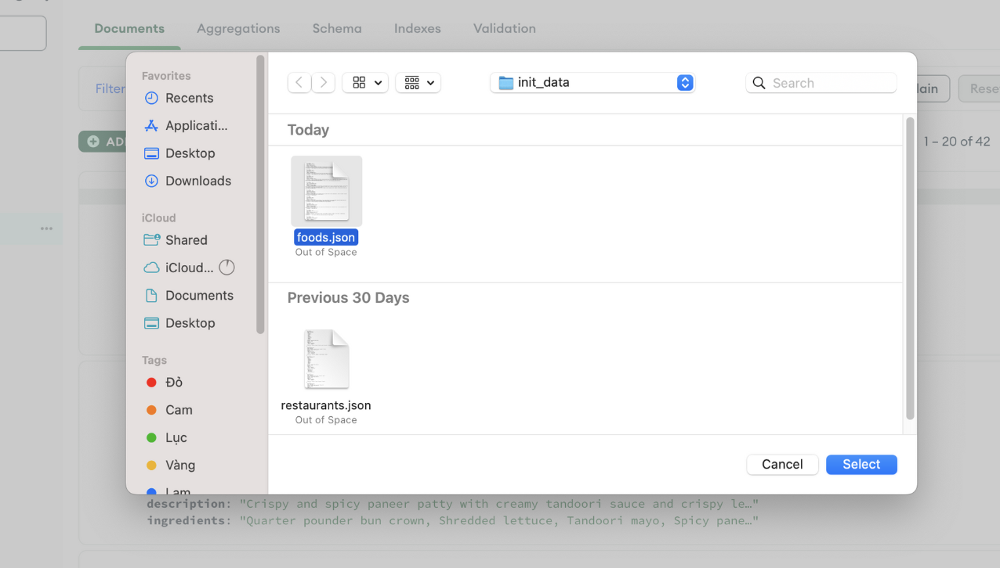 Documents
Aggregations
Schema
Indexes
Validation
Filter
Reset
ADD
1 – 20 of 42
Favorites
Recents
Applicati...
Desktop
Downloads
iCloud
Shared
iCloud...
Documents
Desktop
Tags
Đỏ
Cam
Lục
Vàng
Lam
init_data
Search
Today
foods.json
Out of Space
Previous 30 Days
restaurants.json
Out of Space
Cancel
Select
description: "Crispy and spicy paneer patty with creamy tandoori sauce and crispy le…"
ingredients: "Quarter pounder bun crown, Shredded lettuce, Tandoori mayo, Spicy pane…"